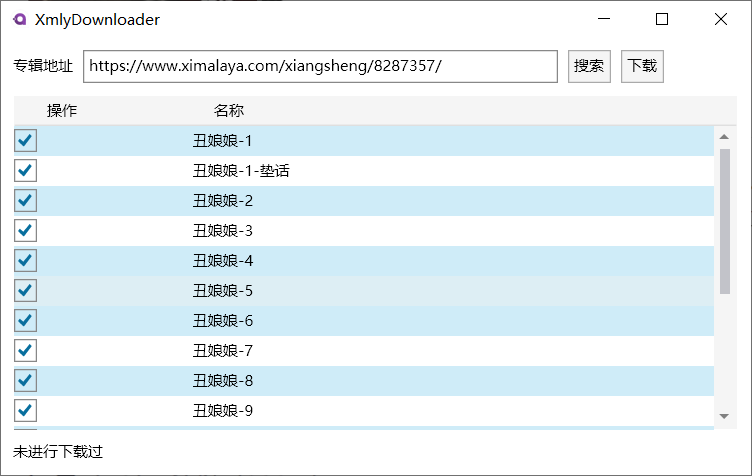 XmlyDownloader
专辑地址 https://www.ximalaya.com/xiangsheng/8287357/ 搜索 下载
操作 名称
丑娘娘-1
丑娘娘-1-垫话
丑娘娘-2
丑娘娘-3
丑娘娘-4
丑娘娘-5
丑娘娘-6
丑娘娘-7
丑娘娘-8
丑娘娘-9
未进行下载过